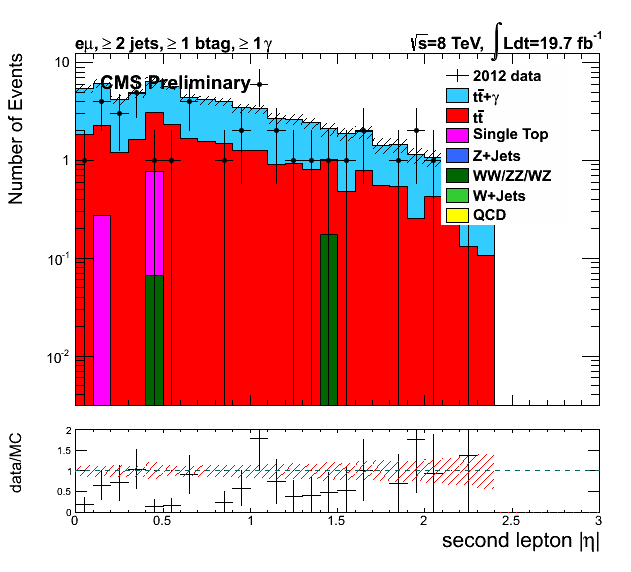 eμ, ≥ 2 jets, ≥ 1 btag, ≥ 1γ
√s=8 TeV, ∫ Ldt=19.7 fb⁻¹
CMS Preliminary
2012 data
tt̄+γ
tt̄
Single Top
Z+Jets
WW/ZZ/WZ
W+Jets
QCD
Number of Events
10
1
10⁻¹
10⁻²
data/MC
2
1.5
1
0.5
0
0 0.5 1 1.5 2 2.5 3
second lepton |η|